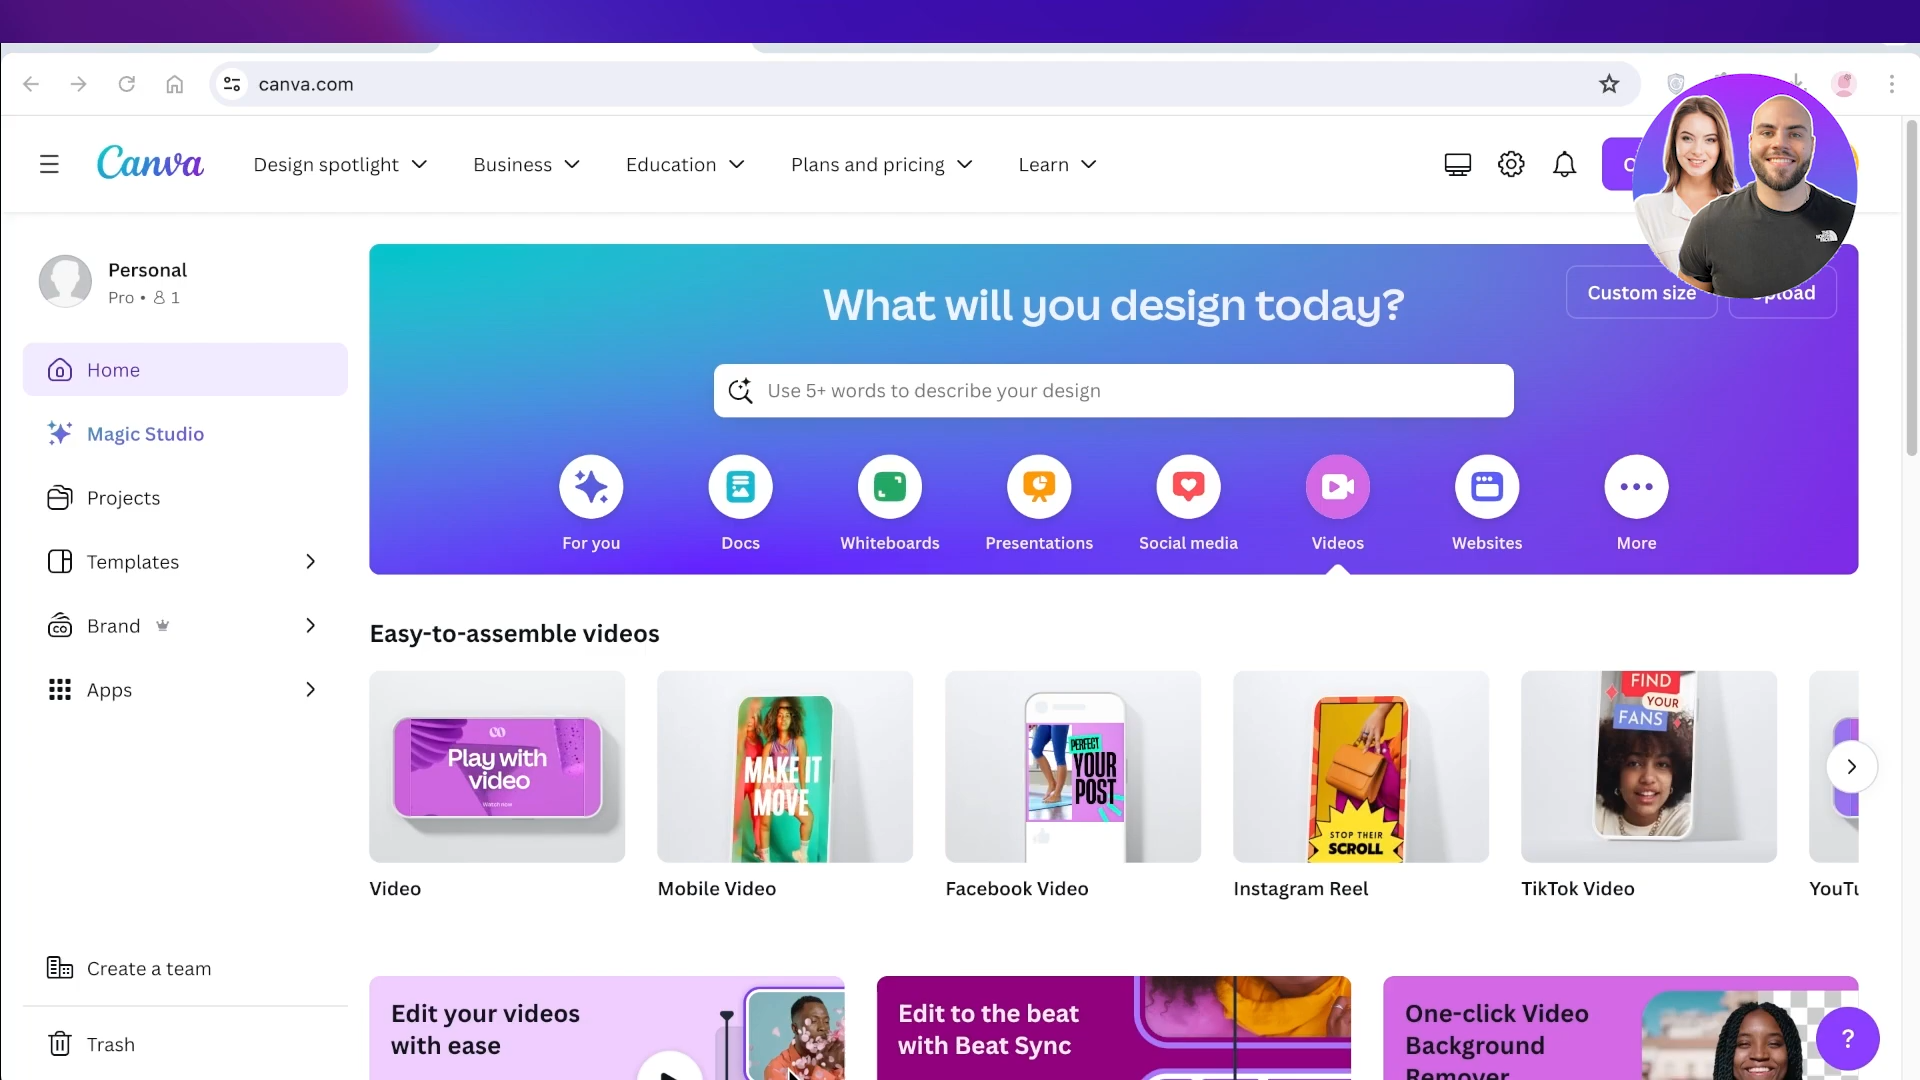 canva.com
Canva
Design spotlight
Business
Education
Plans and pricing
Learn
Personal
Pro • 1
Home
Magic Studio
Projects
Templates
Brand
Apps
Create a team
Trash
What will you design today?
Custom size
Use 5+ words to describe your design
For you
Docs
Whiteboards
Presentations
Social media
Videos
Websites
More
Easy-to-assemble videos
Play with
video
Watch now
MAKE IT
MOVE
PERFECT
YOUR
POST
STOP THEIR
SCROLL
FIND
YOUR
FANS
Video
Mobile Video
Facebook Video
Instagram Reel
TikTok Video
Edit your videos
with ease
Edit to the beat
with Beat Sync
One-click Video
Background
Remover
?